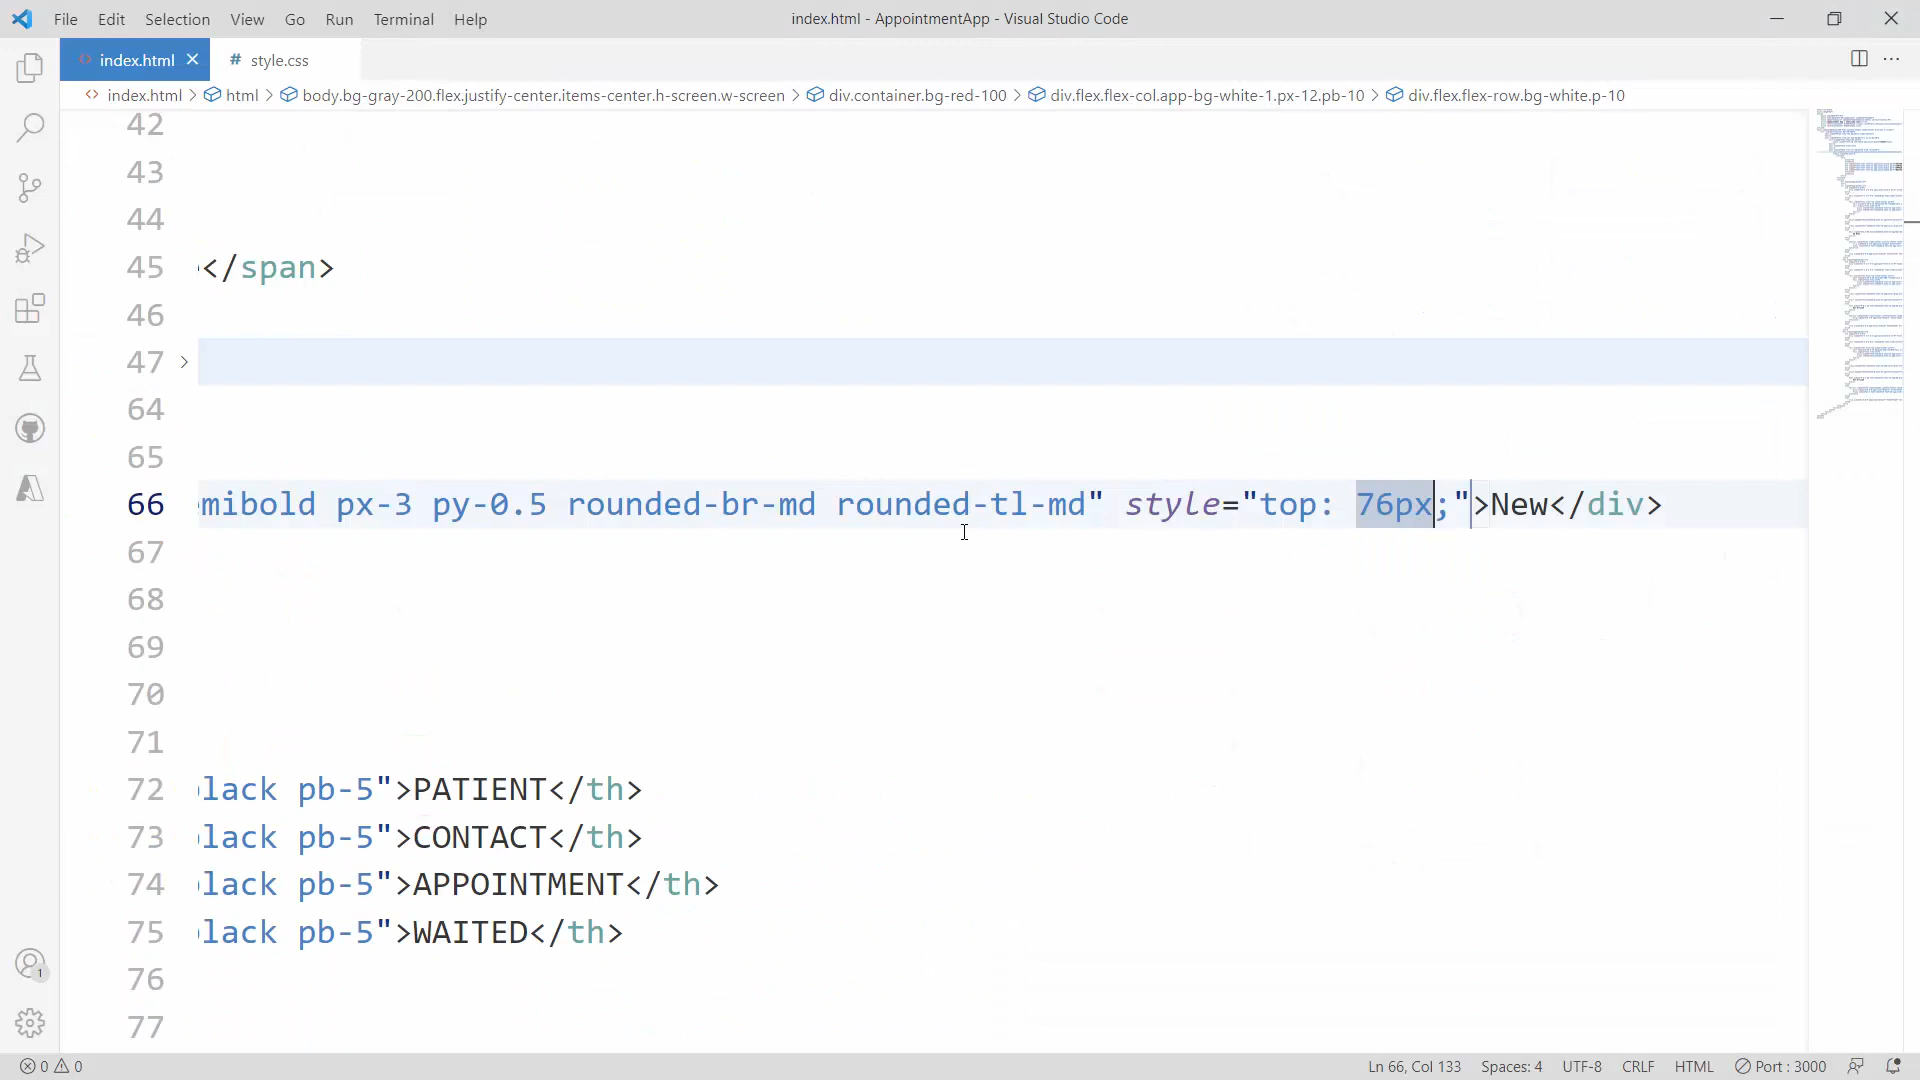 File Edit Selection View Go Run Terminal Help
index.html - AppointmentApp - Visual Studio Code
index.html
# style.css
index.html > html > body.bg-gray-200.flex.justify-center.items-center.h-screen.w-screen > div.container.bg-red-100 > div.flex.flex-col.app-bg-white-1.px-12.pb-10 > div.flex.flex-row.bg-white.p-10
42
43
44
45 </span>
46
47
64
65
66 mibold px-3 py-0.5 rounded-br-md rounded-tl-md" style="top: 76px;">New</div>
67
68
69
70
71
72 lack pb-5">PATIENT</th>
73 lack pb-5">CONTACT</th>
74 lack pb-5">APPOINTMENT</th>
75 lack pb-5">WAITED</th>
76
77
1
0 0
Ln 66, Col 133 Spaces: 4 UTF-8 CRLF HTML Port : 3000